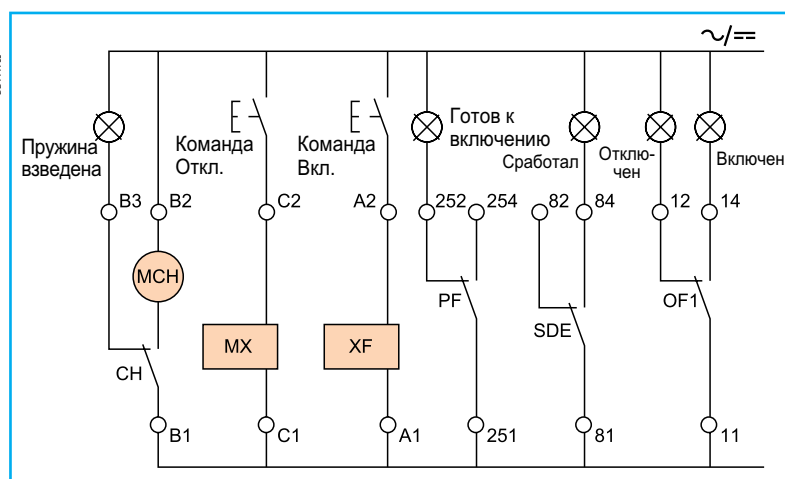 ~/==
Пружина
взведена
Команда
Откл.
Команда
Вкл.
Готов к
включению
Сработал
Отклю-
чен
Включен
B3
B2
C2
A2
252
254
82
84
12
14
MCH
PF
OF1
SDE
MX
XF
CH
B1
C1
A1
251
81
11